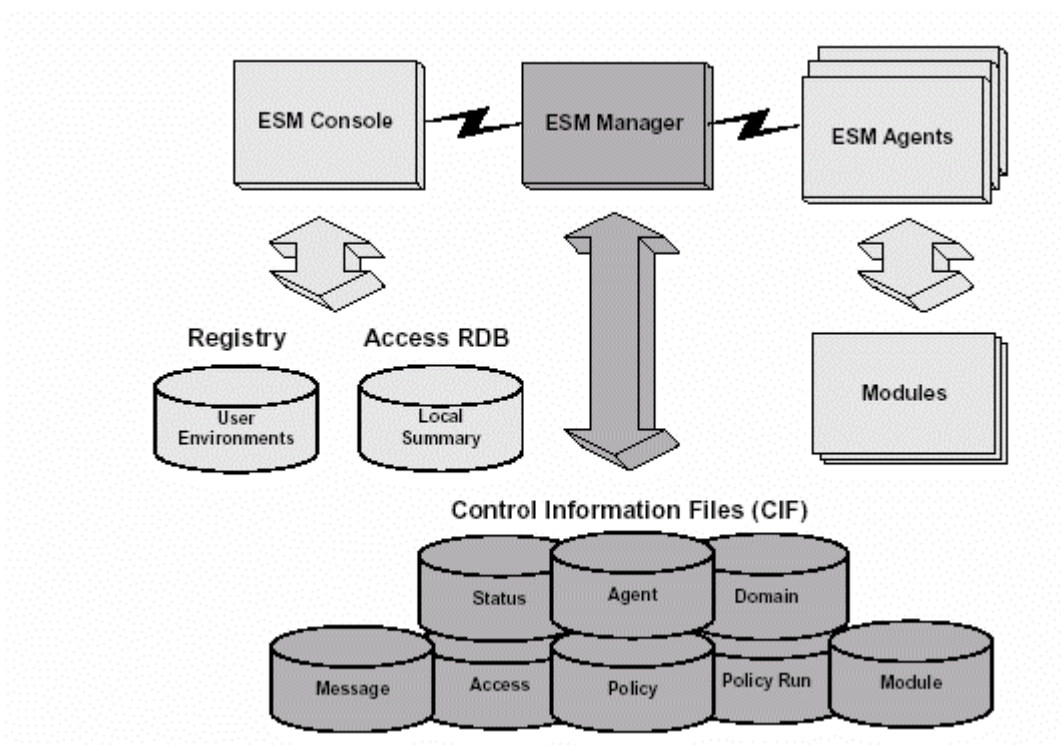 ESM Console
ESM Manager
ESM Agents
Registry
Access RDB
Modules
User
Environments
Local
Summary
Control Information Files (CIF)
Status
Agent
Domain
Message
Access
Policy
Policy Run
Module